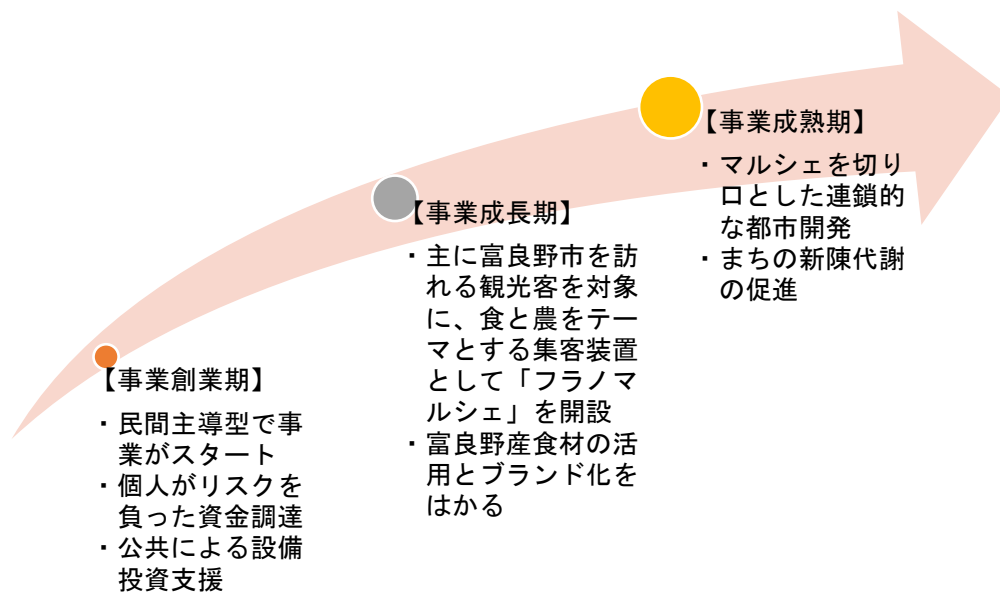 【事業成熟期】
・マルシェを切り
口とした連鎖的
な都市開発
・まちの新陳代謝
の促進
【事業成長期】
・主に富良野市を訪
れる観光客を対象
に、食と農をテー
マとする集客装置
として「フラノマ
ルシェ」を開設
・富良野産食材の活
用とブランド化を
はかる
【事業創業期】
・民間主導型で事
業がスタート
・個人がリスクを
負った資金調達
・公共による設備
投資支援